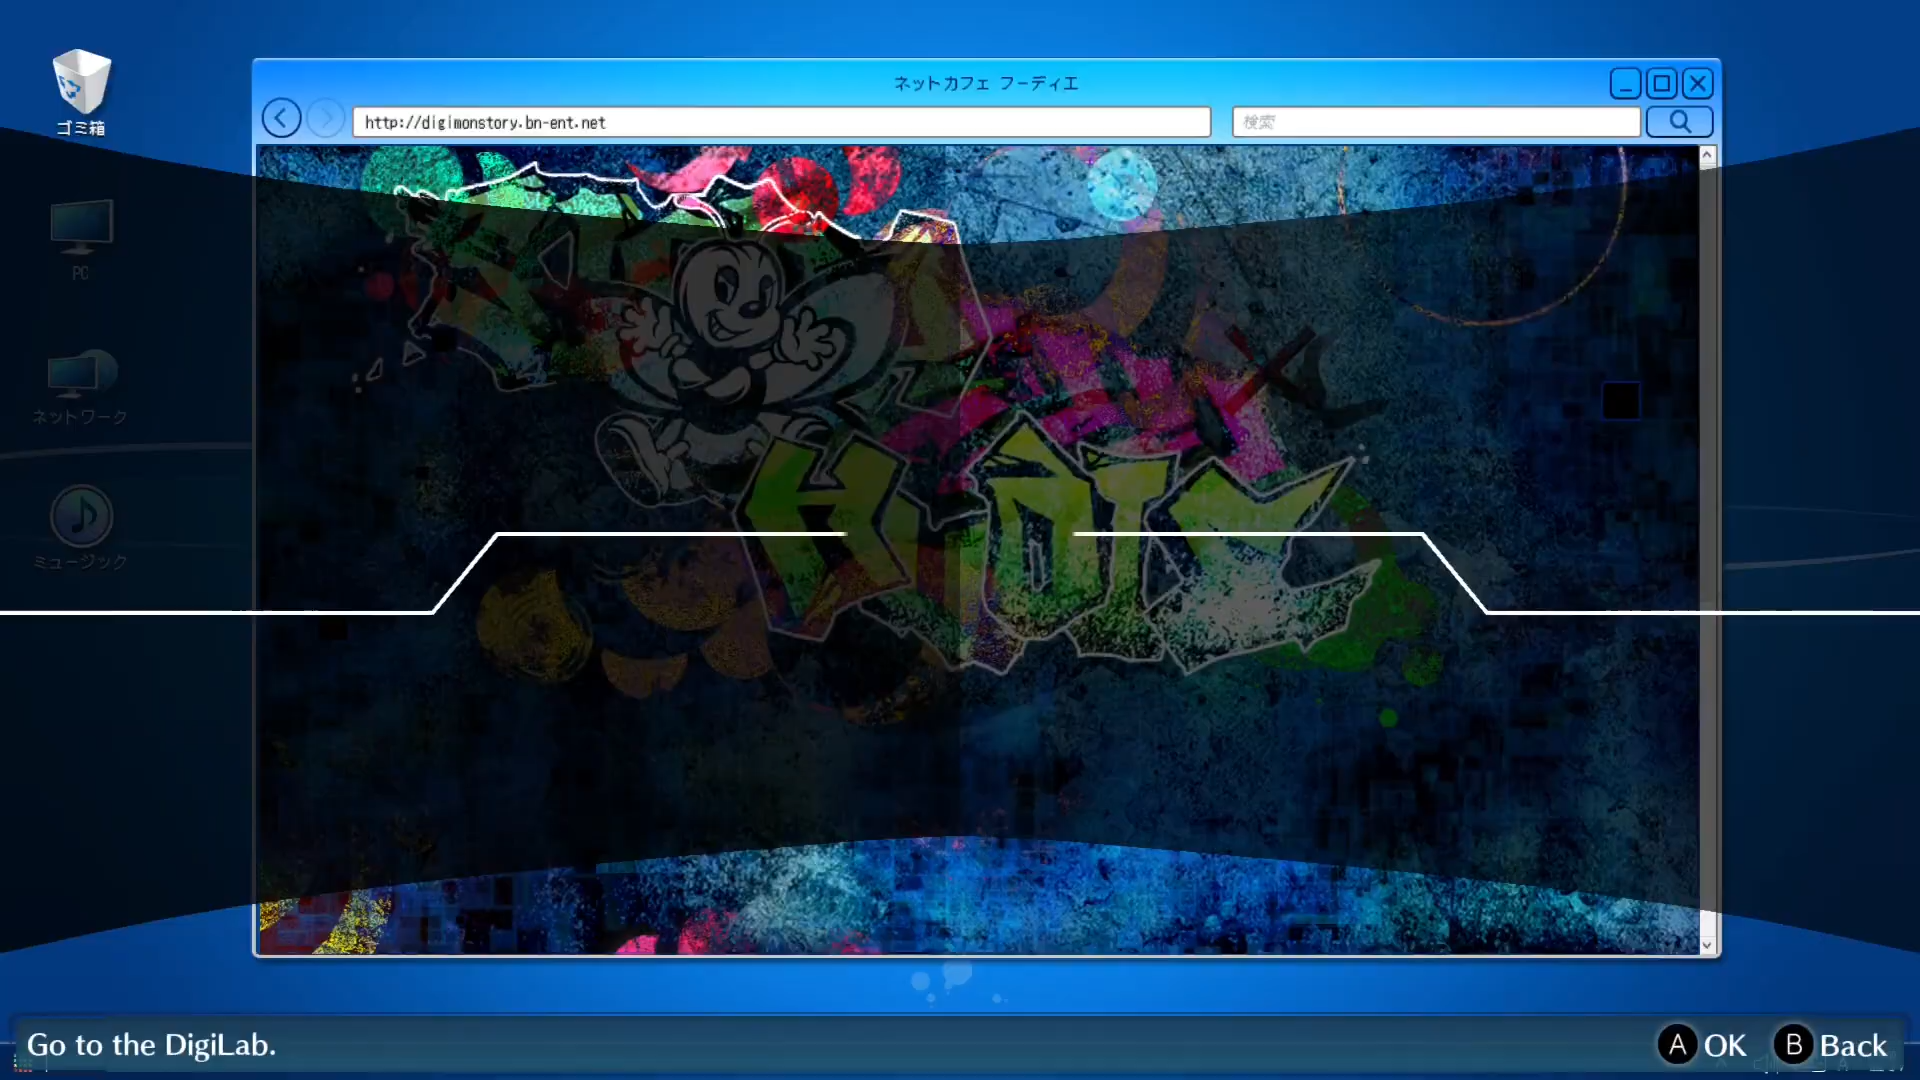 ゴミ箱
ネットカフェ フーディエ
http://digimonstory.bn-ent.net
検索
PC
ネットワーク
ミュージック
Go to the DigiLab.
A OK B Back